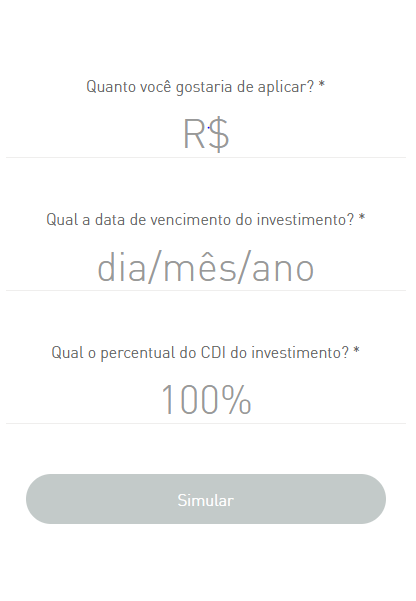 Quanto você gostaria de aplicar? *
R$
Qual a data de vencimento do investimento? *
dia/mês/ano
Qual o percentual do CDI do investimento? *
100%
Simular